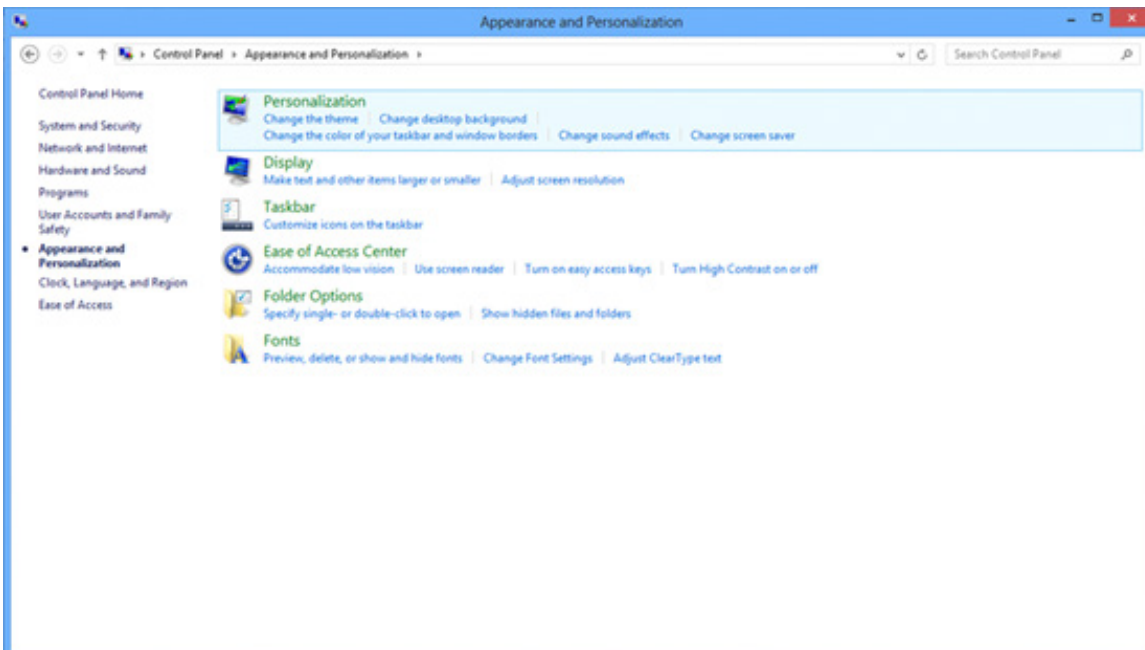 Appearance and Personalization
Control Panel Appearance and Personalization
Search Control Panel
Control Panel Home
System and Security
Network and Internet
Hardware and Sound
Programs
User Accounts and Family
Safety
Appearance and
Personalization
Clock, Language, and Region
Ease of Access
Personalization
Change the theme Change desktop background
Change the color of your taskbar and window borders Change sound effects Change screen saver
Display
Make text and other items larger or smaller Adjust screen resolution
Taskbar
Customize icons on the taskbar
Ease of Access Center
Accommodate low vision Use screen reader Turn on easy access keys Turn High Contrast on or off
Folder Options
Specify single- or double-click to open Show hidden files and folders
Fonts
Preview, delete, or show and hide fonts Change Font Settings Adjust ClearType text